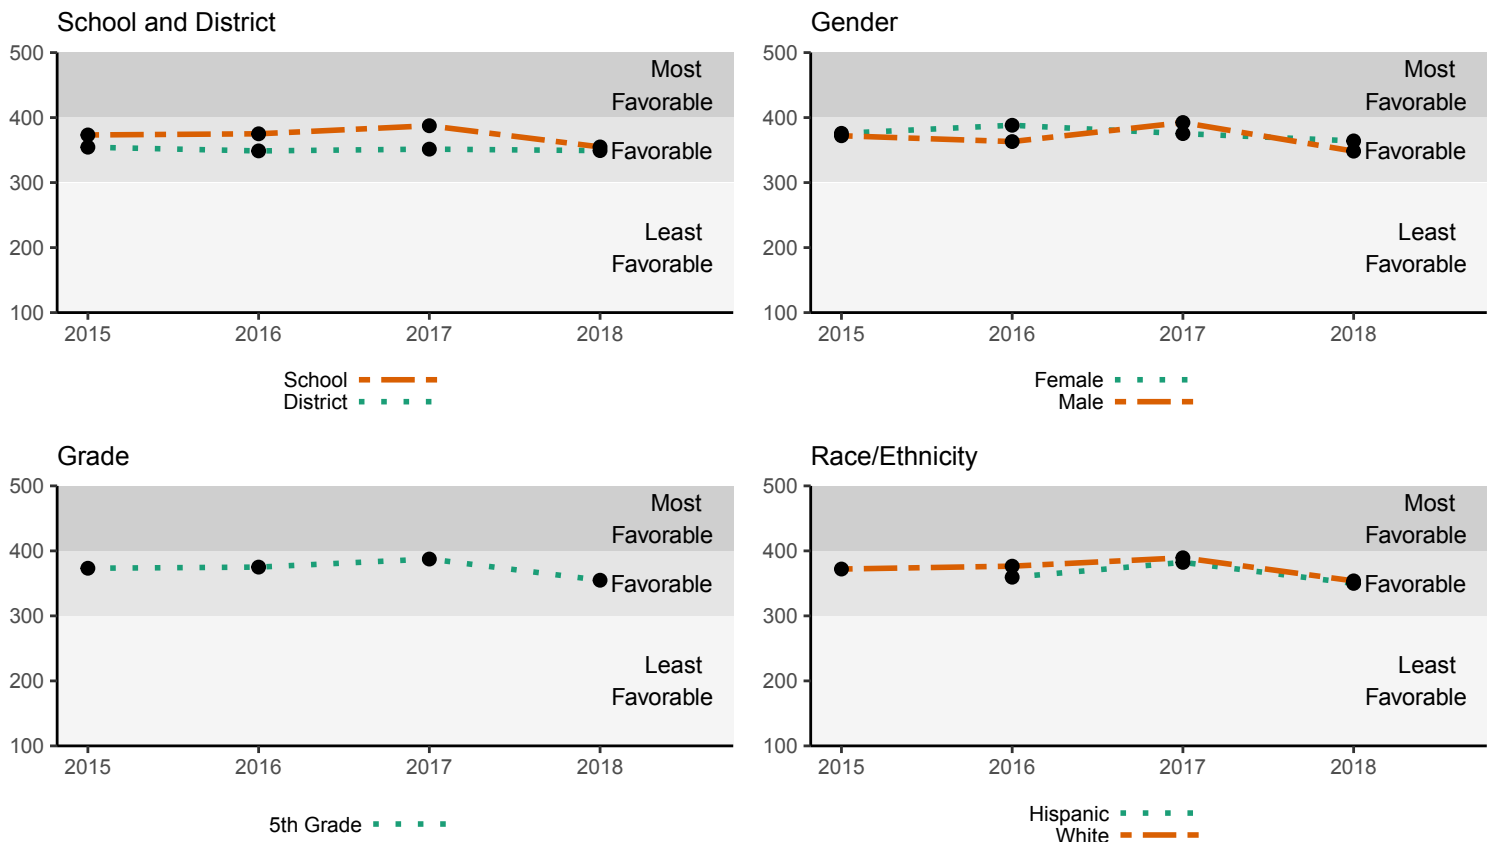 School and District
500
400
300
200
100
Most
Favorable
Favorable
Least
Favorable
2015 2016 2017 2018
School
District
Gender
500
400
300
200
100
Most
Favorable
Favorable
Least
Favorable
2015 2016 2017 2018
Female
Male
Grade
500
400
300
200
100
Most
Favorable
Favorable
Least
Favorable
2015 2016 2017 2018
5th Grade
Race/Ethnicity
500
400
300
200
100
Most
Favorable
Favorable
Least
Favorable
2015 2016 2017 2018
Hispanic
White